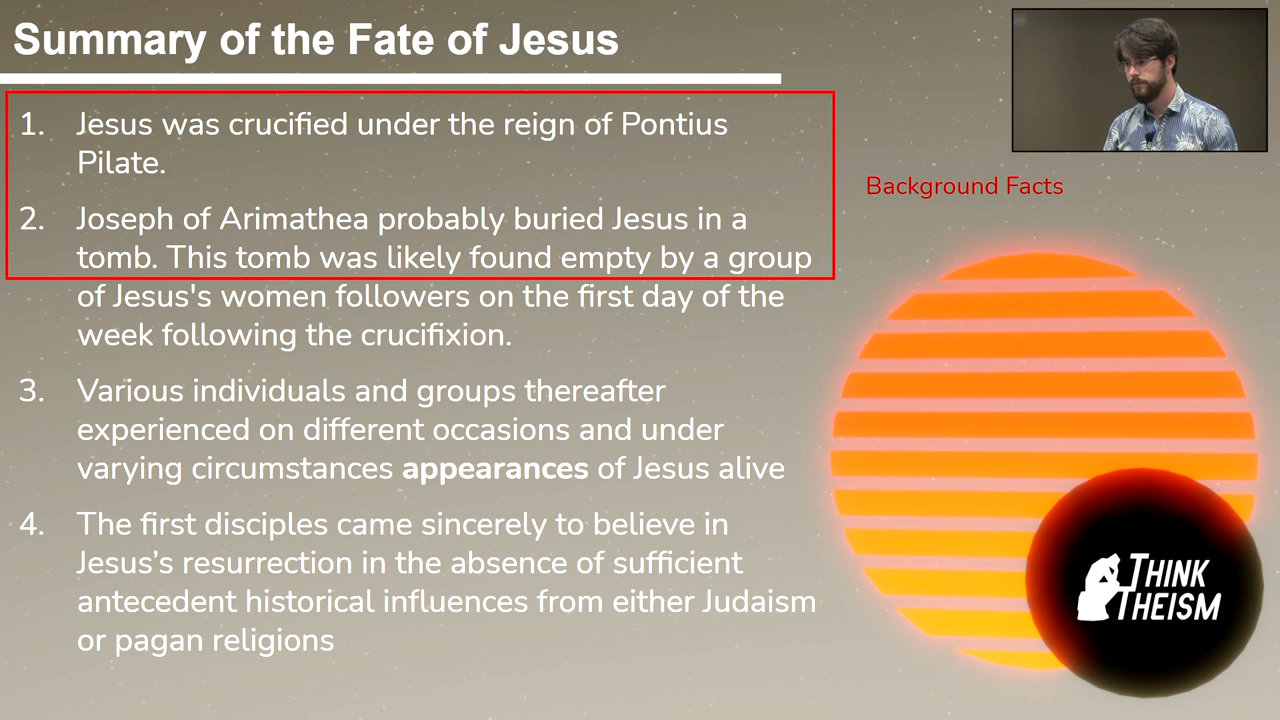 Summary of the Fate of Jesus
1. Jesus was crucified under the reign of Pontius
Pilate.
2. Joseph of Arimathea probably buried Jesus in a
tomb. This tomb was likely found empty by a group
of Jesus's women followers on the first day of the
week following the crucifixion.
3. Various individuals and groups thereafter
experienced on different occasions and under
varying circumstances appearances of Jesus alive
4. The first disciples came sincerely to believe in
Jesus’s resurrection in the absence of sufficient
antecedent historical influences from either Judaism
or pagan religions
Background Facts
THINK
THEISM